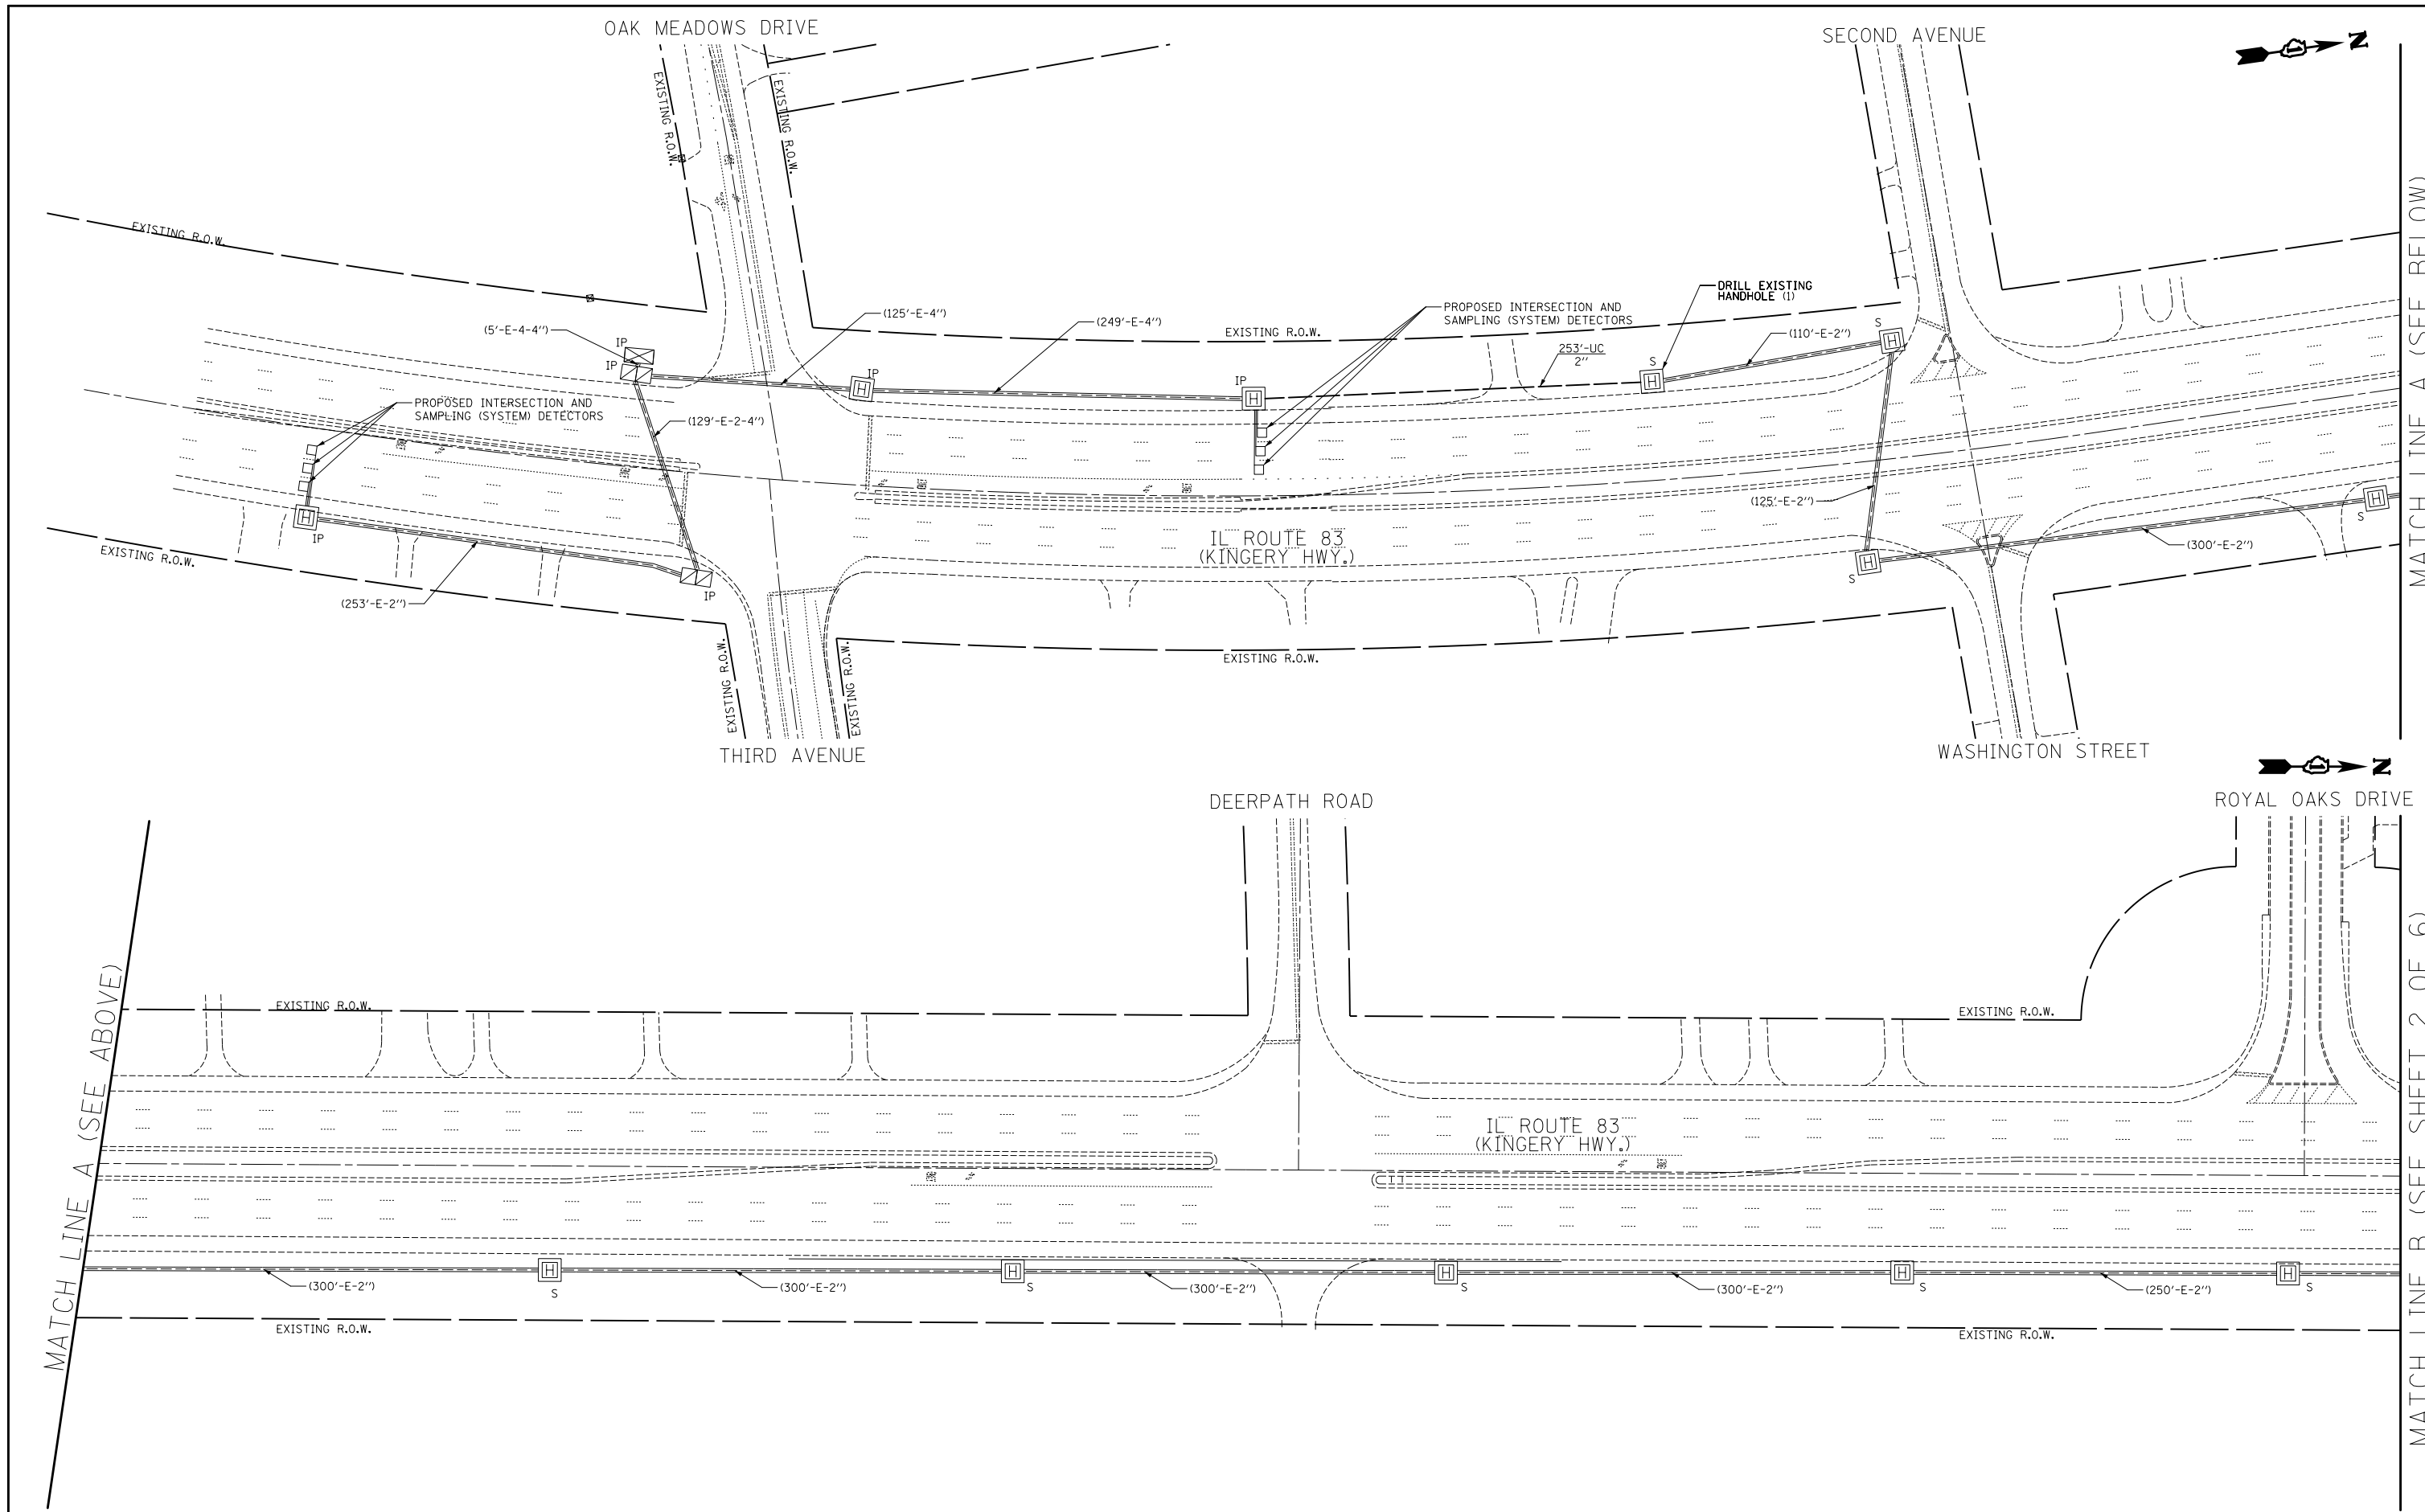 OAK MEADOWS DRIVE
SECOND AVENUE
N
EXISTING R.O.W.
EXISTING R.O.W.
EXISTING R.O.W.
MATCH LINE A (SEE BELOW)
DRILL EXISTING
HANDHOLE (1)
PROPOSED INTERSECTION AND
SAMPLING (SYSTEM) DETECTORS
(125'-E-4")
(249'-E-4")
EXISTING R.O.W.
(5'-E-4-4")
(110'-E-2")
S
IP
IP
253'-UC
2"
S
IP
IP
H
H
H
H
PROPOSED INTERSECTION AND
SAMPLING (SYSTEM) DETECTORS
(129'-E-2-4")
(125'-E-2")
H
S
H
IP
IL ROUTE 83
(KINGERY HWY.)
(300'-E-2")
EXISTING R.O.W.
H
S
IP
(253'-E-2")
EXISTING R.O.W.
EXISTING R.O.W.
EXISTING R.O.W.
THIRD AVENUE
WASHINGTON STREET
N
DEERPATH ROAD
ROYAL OAKS DRIVE
MATCH LINE A (SEE ABOVE)
EXISTING R.O.W.
EXISTING R.O.W.
MATCH LINE B (SEE SHEET 2 OF 6)
IL ROUTE 83
(KINGERY HWY.)
H
H
H
H
H
(300'-E-2")
S
(300'-E-2")
S
(300'-E-2")
S
(300'-E-2")
S
(250'-E-2")
S
EXISTING R.O.W.
EXISTING R.O.W.